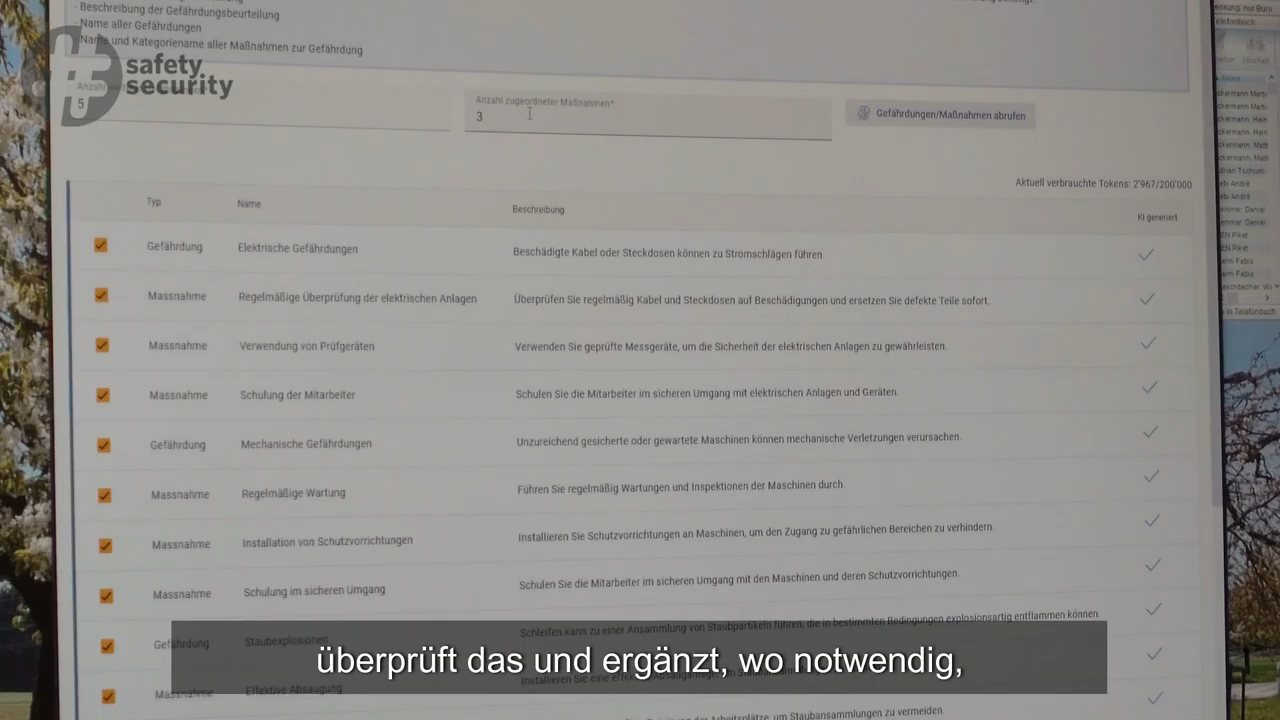 - Beschreibung der Gefährdungsbeurteilung
- Name aller Gefährdungen
- Name und Kategoriename aller Maßnahmen zur Gefährdung
safety
security
5
Anzahl zugeordneter Maßnahmen*
3
Gefährdungen/Maßnahmen abrufen
Aktuell verbrauchte Tokens: 2'967/200'000
Typ Name Beschreibung KI generiert
Gefährdung Elektrische Gefährdungen Beschädigte Kabel oder Steckdosen können zu Stromschlägen führen.
Massnahme Regelmäßige Überprüfung der elektrischen Anlagen Überprüfen Sie regelmäßig Kabel und Steckdosen auf Beschädigungen und ersetzen Sie defekte Teile sofort.
Massnahme Verwendung von Prüfgeräten Verwenden Sie geprüfte Messgeräte, um die Sicherheit der elektrischen Anlagen zu gewährleisten.
Massnahme Schulung der Mitarbeiter Schulen Sie die Mitarbeiter im sicheren Umgang mit elektrischen Anlagen und Geräten.
Gefährdung Mechanische Gefährdungen Unzureichend gesicherte oder gewartete Maschinen können mechanische Verletzungen verursachen.
Massnahme Regelmäßige Wartung Führen Sie regelmäßig Wartungen und Inspektionen der Maschinen durch.
Massnahme Installation von Schutzvorrichtungen Installieren Sie Schutzvorrichtungen an Maschinen, um den Zugang zu gefährlichen Bereichen zu verhindern.
Massnahme Schulung im sicheren Umgang Schulen Sie die Mitarbeiter im sicheren Umgang mit den Maschinen und deren Schutzvorrichtungen.
Gefährdung Staubexplosionen Schleifen kann zu einer Ansammlung von Staubpartikeln führen, die in bestimmten Bedingungen explosionsartig entflammen können.
Massnahme Effektive Absaugung Installieren Sie eine
Arbeitsplätze, um Staubansammlungen zu vermeiden.
überprüft das und ergänzt, wo notwendig,